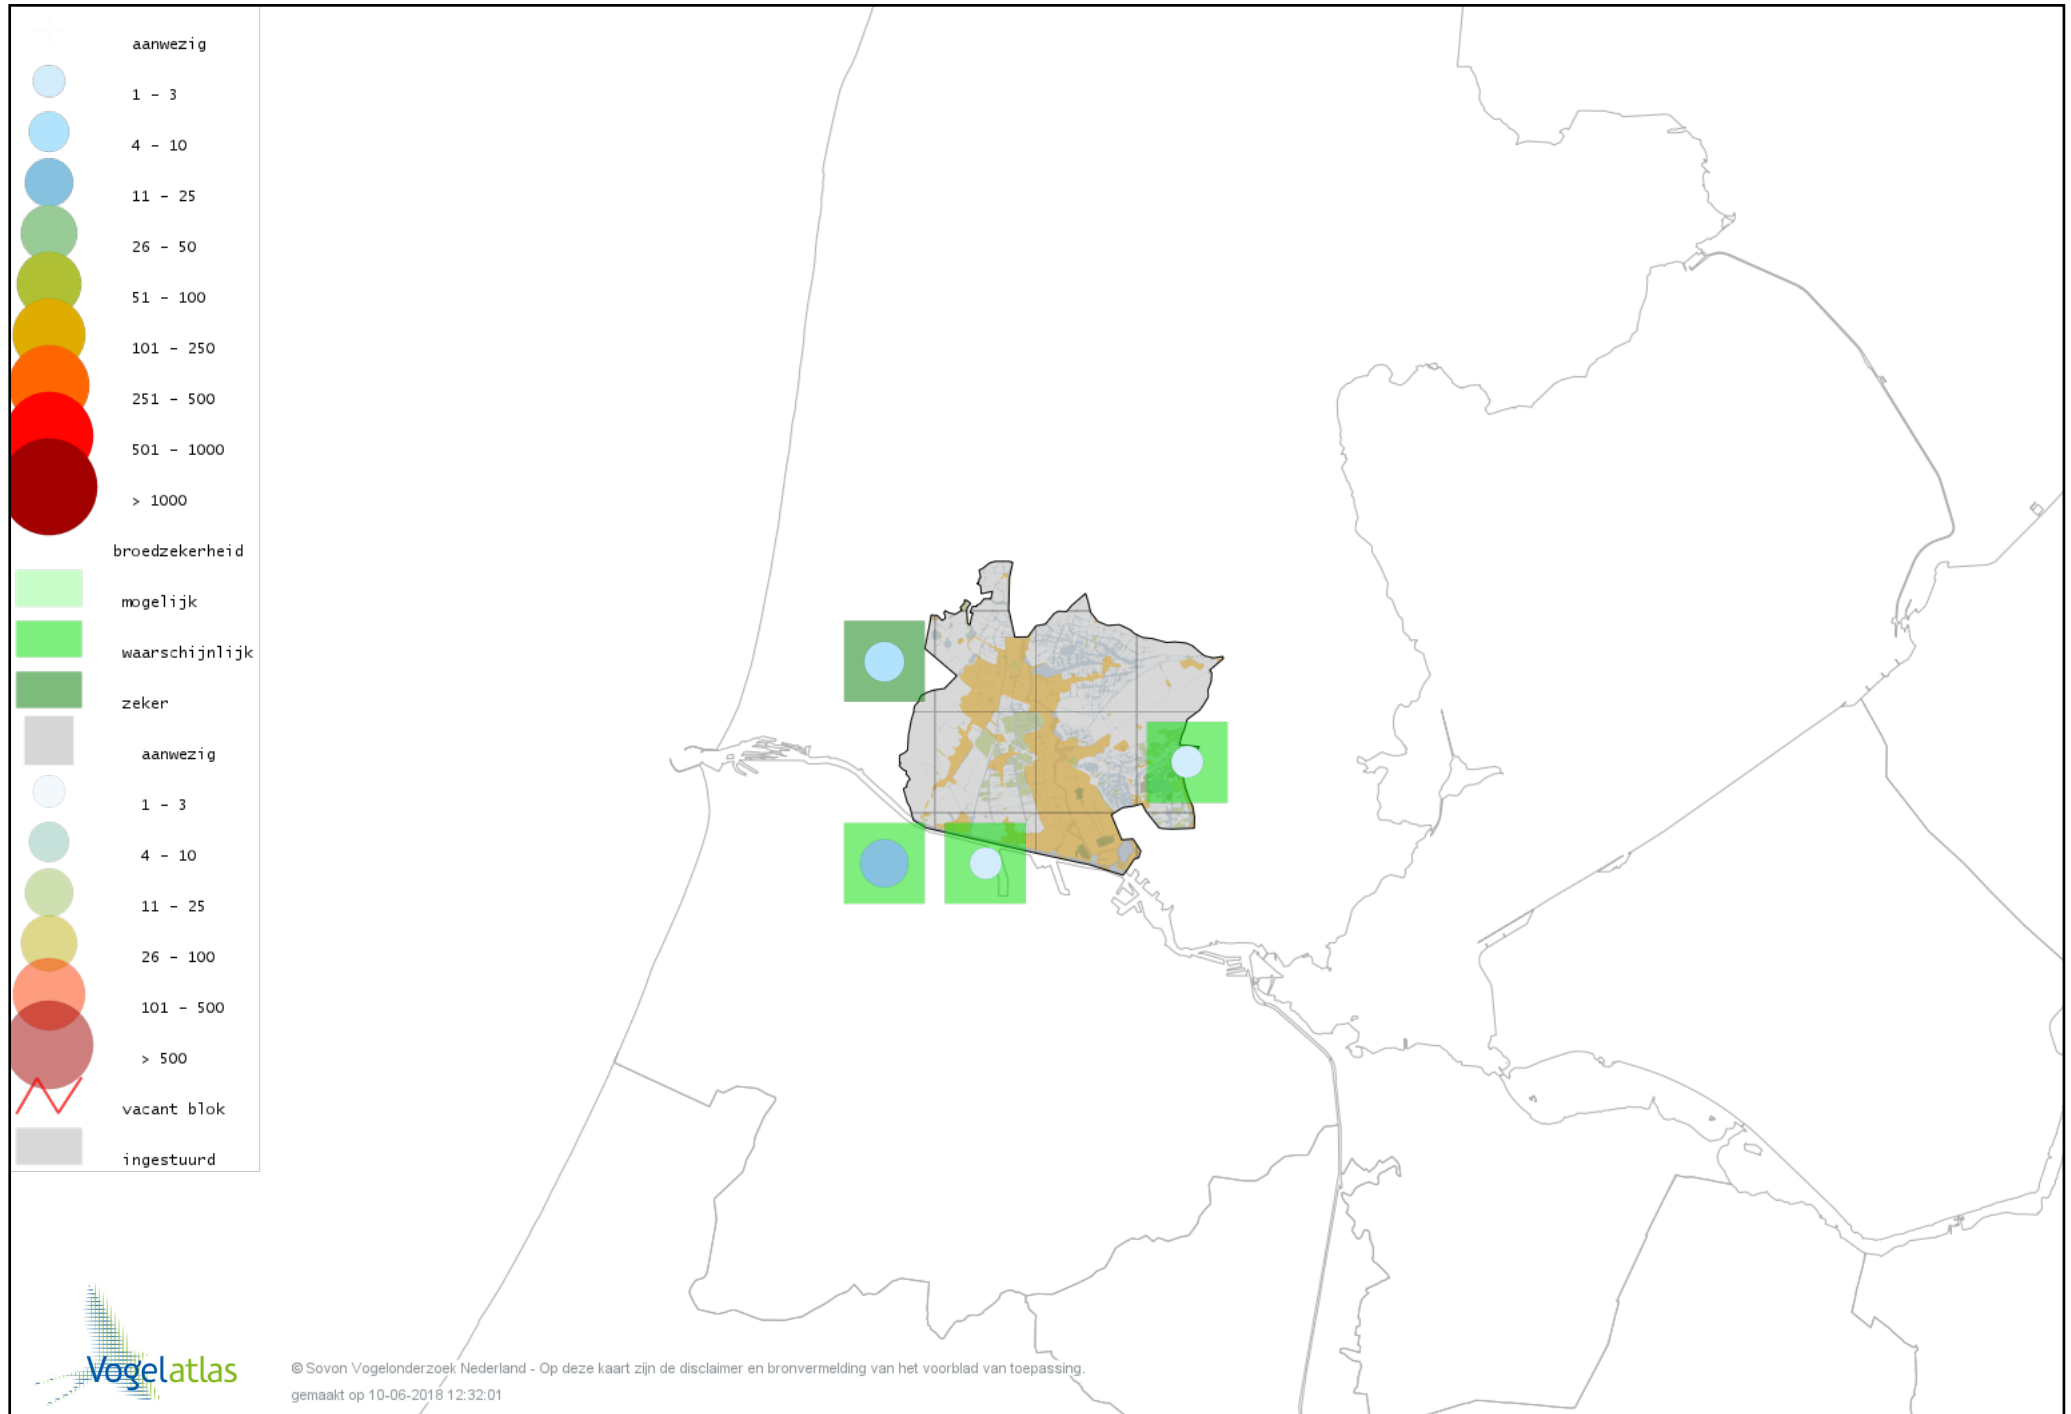 aanwezig
1 - 3
4 - 10
11 - 25
26 - 50
51 - 100
101 - 250
251 - 500
501 - 1000
> 1000
broedzekerheid
mogelijk
waarschijnlijk
zeker
aanwezig
1 - 3
4 - 10
11 - 25
26 - 100
101 - 500
> 500
vacant blok
ingestuurd
Vogelatlas
© Sovon Vogelonderzoek Nederland - Op deze kaart zijn de disclaimer en bronvermelding van het voorblad van toepassing.
gemaakt op 10-06-2018 12:32:01